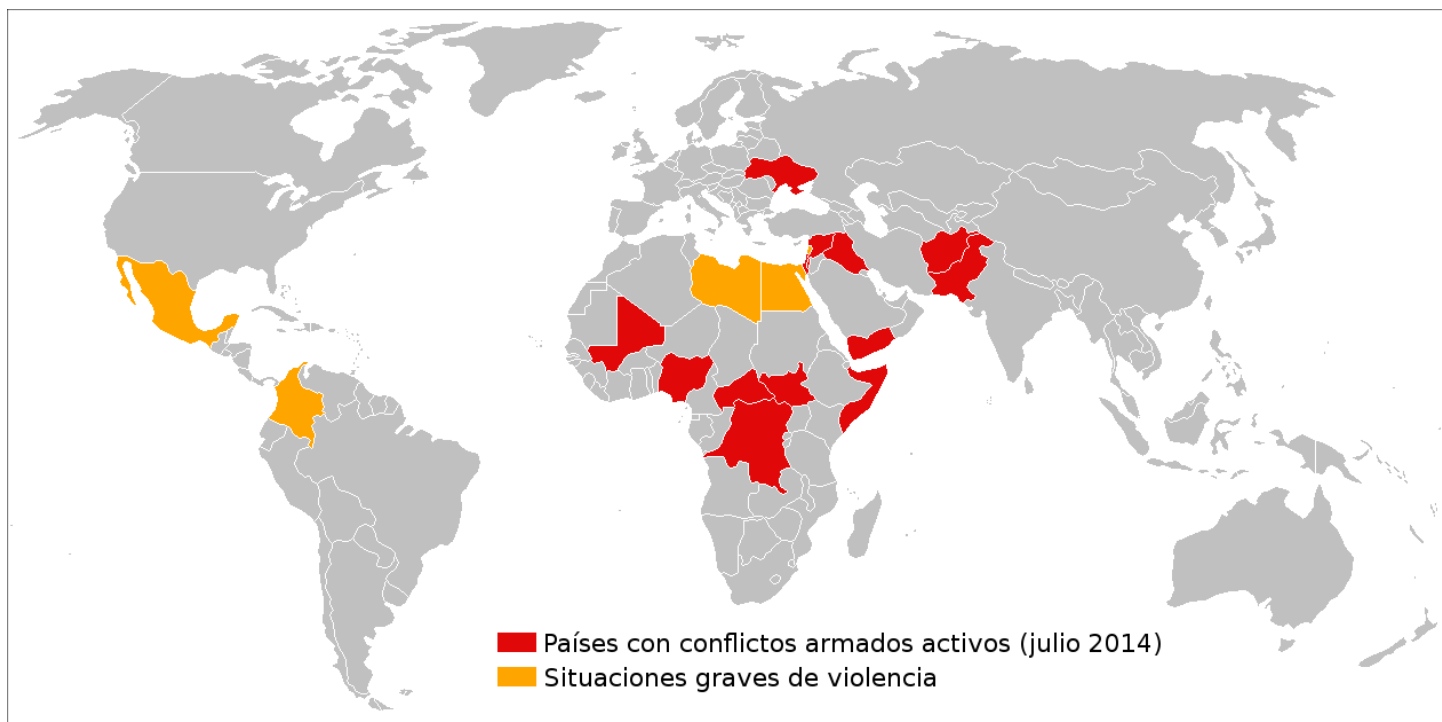 Países con conflictos armados activos (julio 2014)
Situaciones graves de violencia